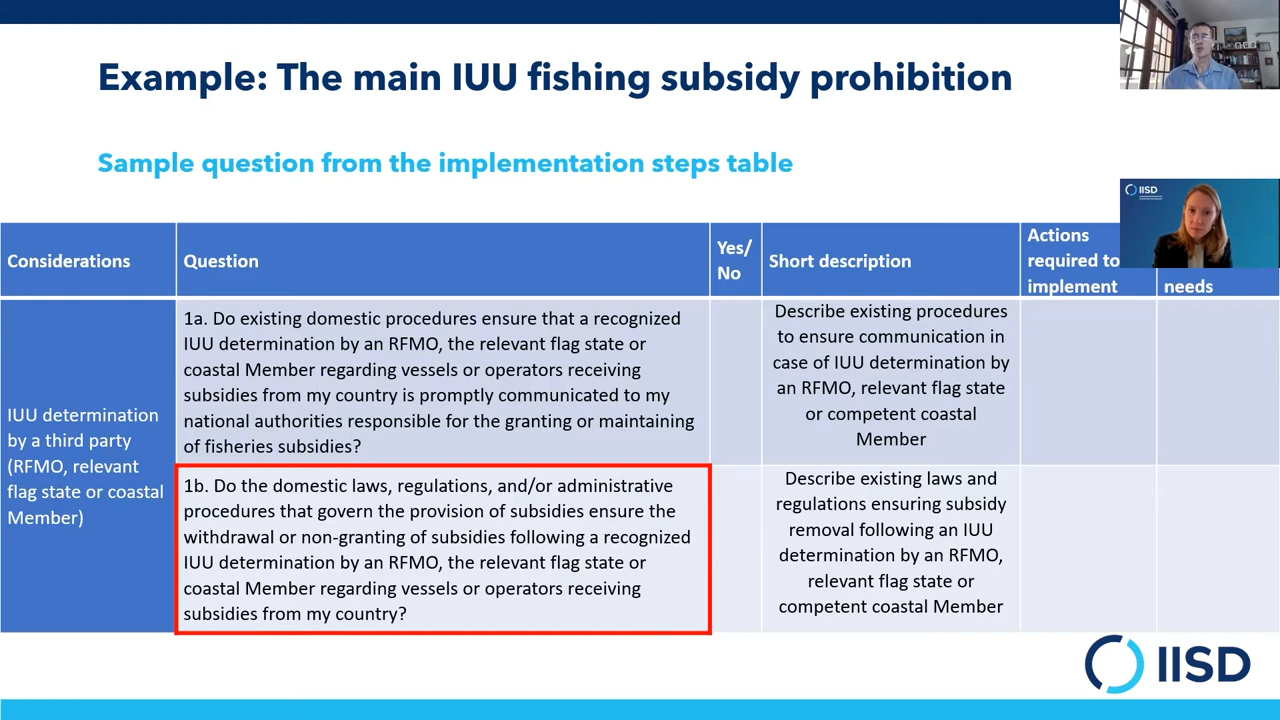 Example: The main IUU fishing subsidy prohibition
IISD
Sample question from the implementation steps table
Considerations
Question
Yes/
No
Short description
Actions
required to
implement
needs
IUU determination
by a third party
(RFMO, relevant
flag state or coastal
Member)
1a. Do existing domestic procedures ensure that a recognized
IUU determination by an RFMO, the relevant flag state or
coastal Member regarding vessels or operators receiving
subsidies from my country is promptly communicated to my
national authorities responsible for the granting or maintaining
of fisheries subsidies?
Describe existing procedures
to ensure communication in
case of IUU determination by
an RFMO, relevant flag state
or competent coastal
Member
1b. Do the domestic laws, regulations, and/or administrative
procedures that govern the provision of subsidies ensure the
withdrawal or non-granting of subsidies following a recognized
IUU determination by an RFMO, the relevant flag state or
coastal Member regarding vessels or operators receiving
subsidies from my country?
Describe existing laws and
regulations ensuring subsidy
removal following an IUU
determination by an RFMO,
relevant flag state or
competent coastal Member
IISD